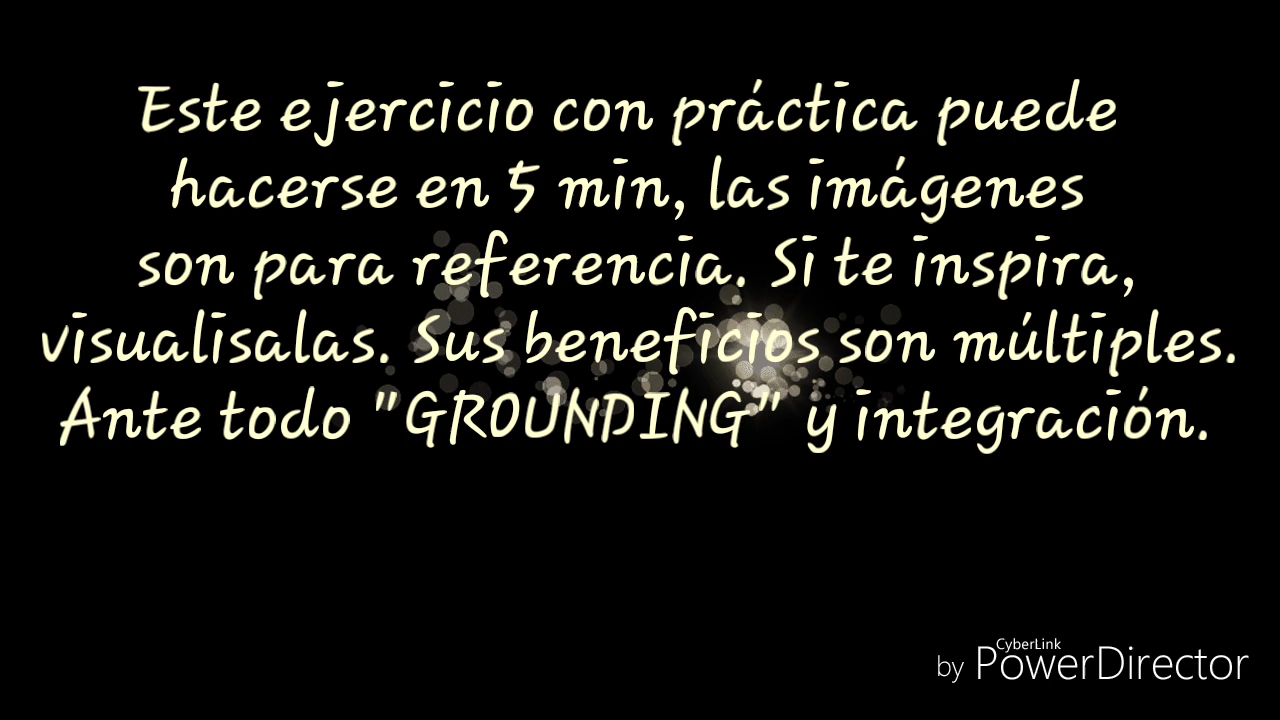 Este ejercicio con práctica puede
hacerse en 5 min, las imágenes
son para referencia. Si te inspira,
visualisalas. Sus beneficios son múltiples.
Ante todo "GROUNDING" y integración.
CyberLink
by PowerDirector